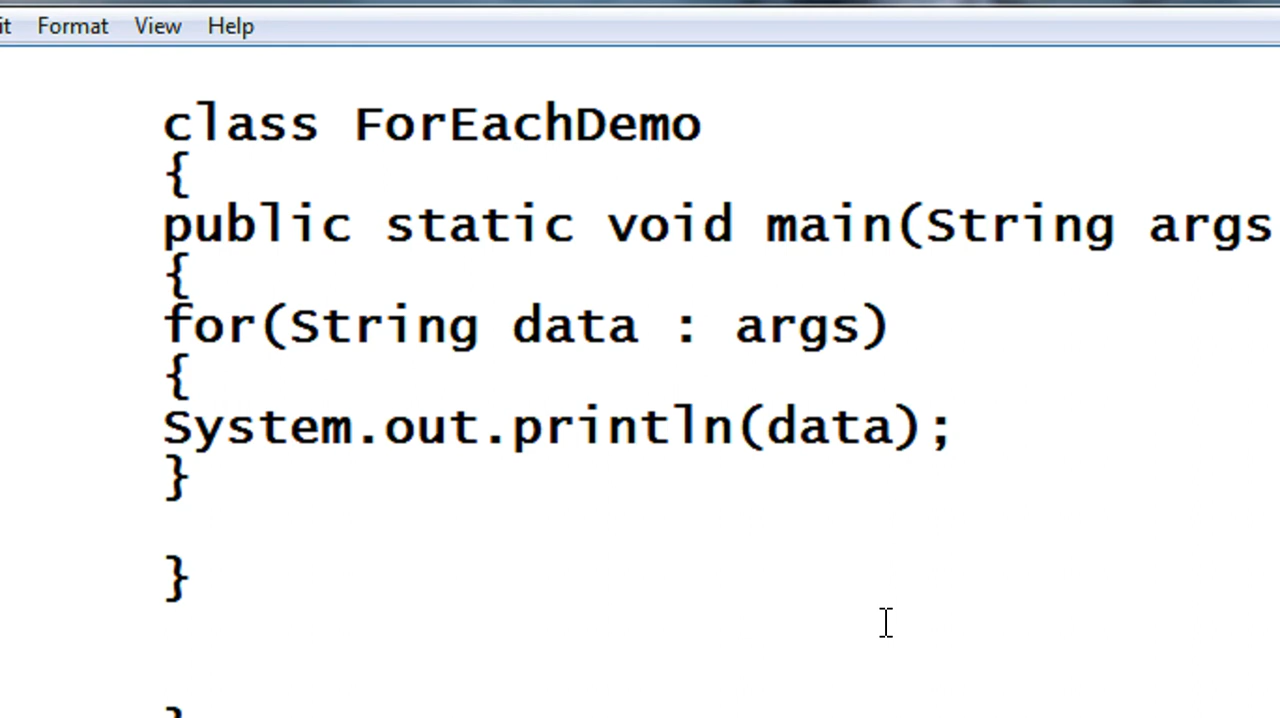 it Format View Help
class ForEachDemo
{
public static void main(String args
{
for(String data : args)
{
System.out.println(data);
}
}
}